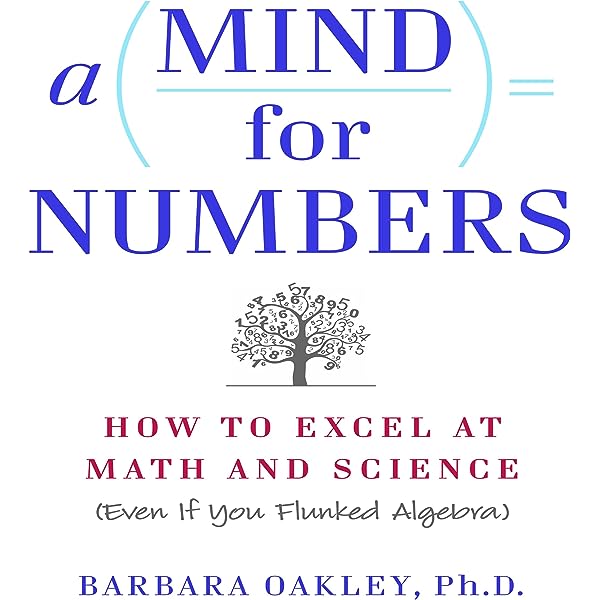 a (MIND
for) =
NUMBERS
HOW TO EXCEL AT
MATH AND SCIENCE
(Even If You Flunked Algebra)
BARBARA OAKLEY, Ph.D.